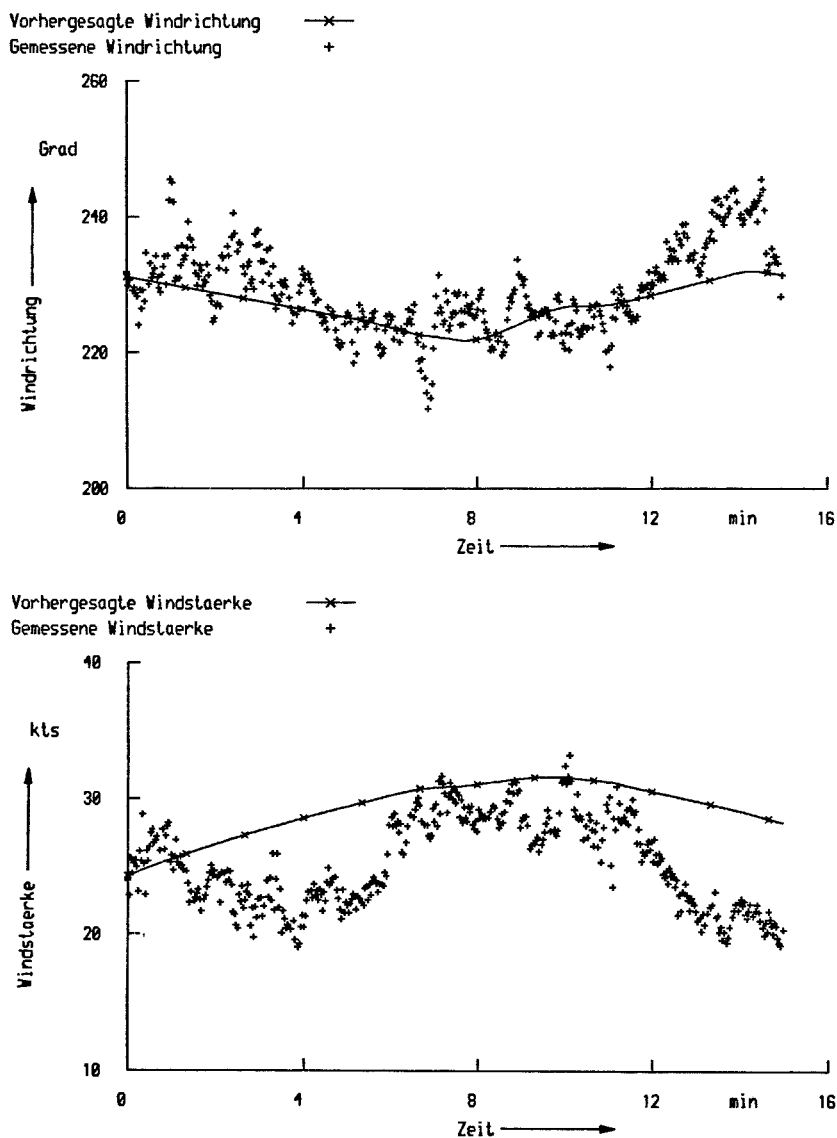 Vorhergesagte Windrichtung
Gemessene Windrichtung
260
Grad
240
220
200
Windrichtung
0 4 8 12 min 16
Zeit
Vorhergesagte Windstaerke
Gemessene Windstaerke
40
kts
30
20
10
Windstaerke
0 4 8 12 min 16
Zeit